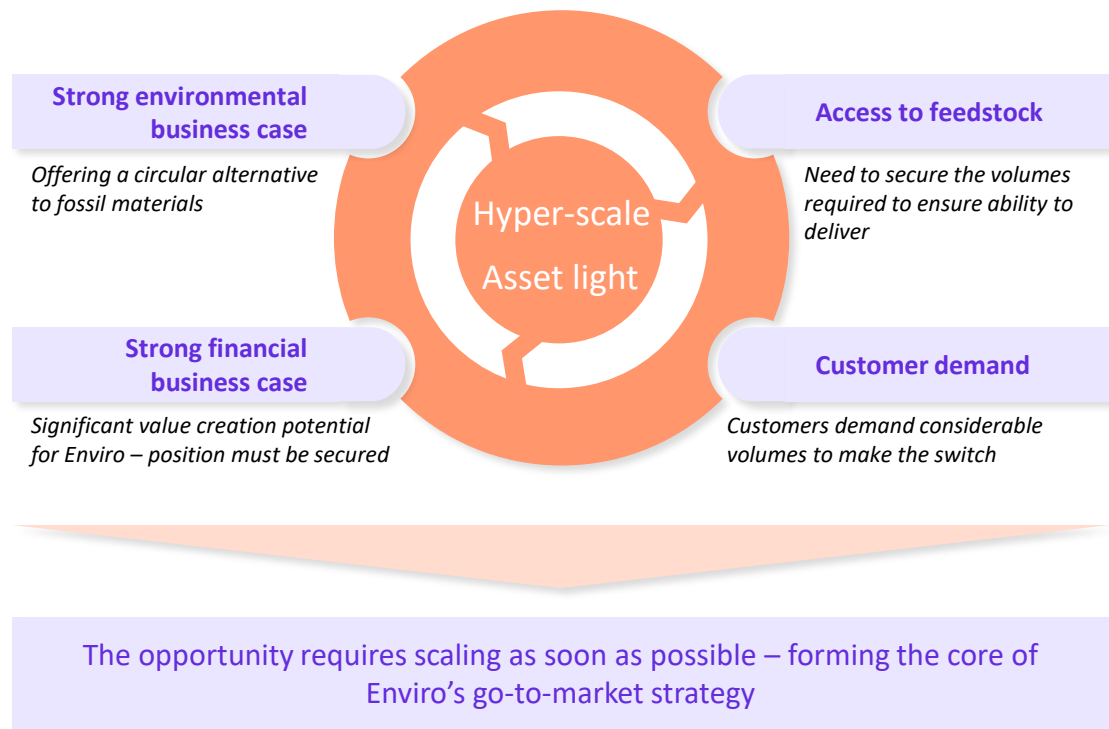 Strong environmental
business case
Offering a circular alternative
to fossil materials
Access to feedstock
Need to secure the volumes
required to ensure ability to
deliver
Hyper-scale
Asset light
Strong financial
business case
Significant value creation potential
for Enviro – position must be secured
Customer demand
Customers demand considerable
volumes to make the switch
The opportunity requires scaling as soon as possible – forming the core of
Enviro’s go-to-market strategy